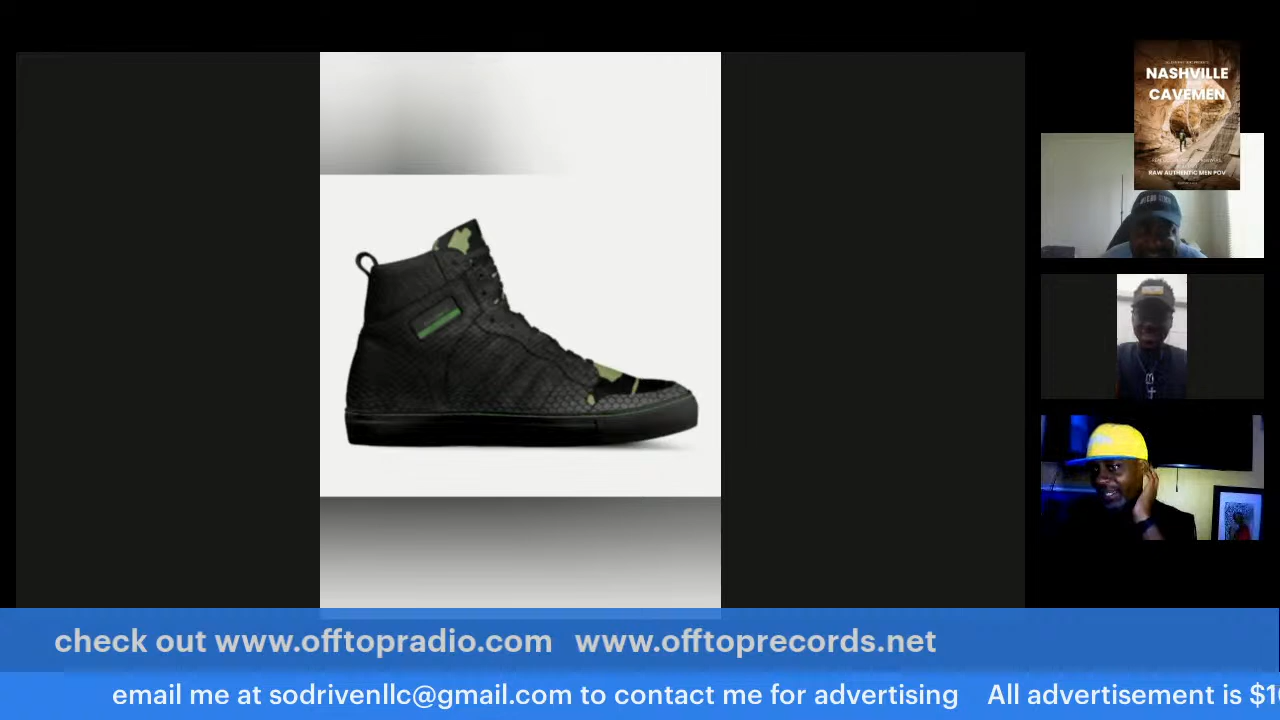 NASHVILLE
CAVEMEN
RAW AUTHENTIC MEN POV
check out www.offtopradio.com www.offtoprecords.net
email me at sodrivenllc@gmail.com to contact me for advertising All advertisement is $1